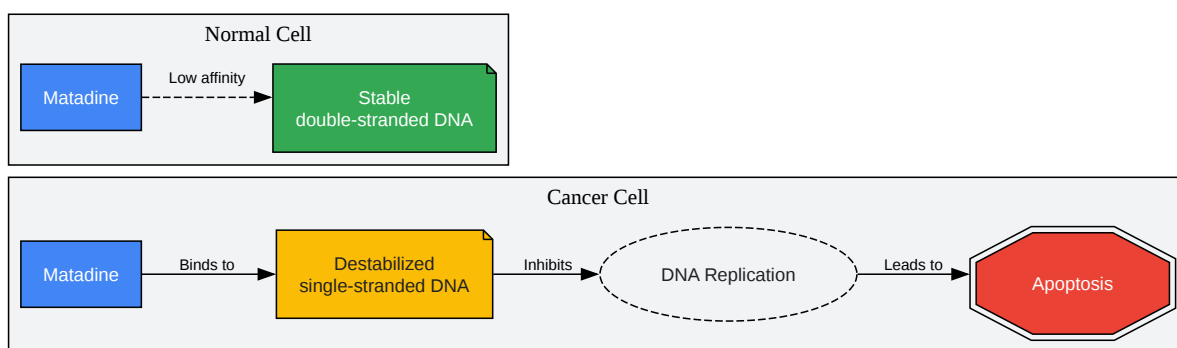 Normal Cell
Matadine
Low affinity
Stable
double-stranded DNA
Cancer Cell
Matadine
Binds to
Destabilized
single-stranded DNA
Inhibits
DNA Replication
Leads to
Apoptosis